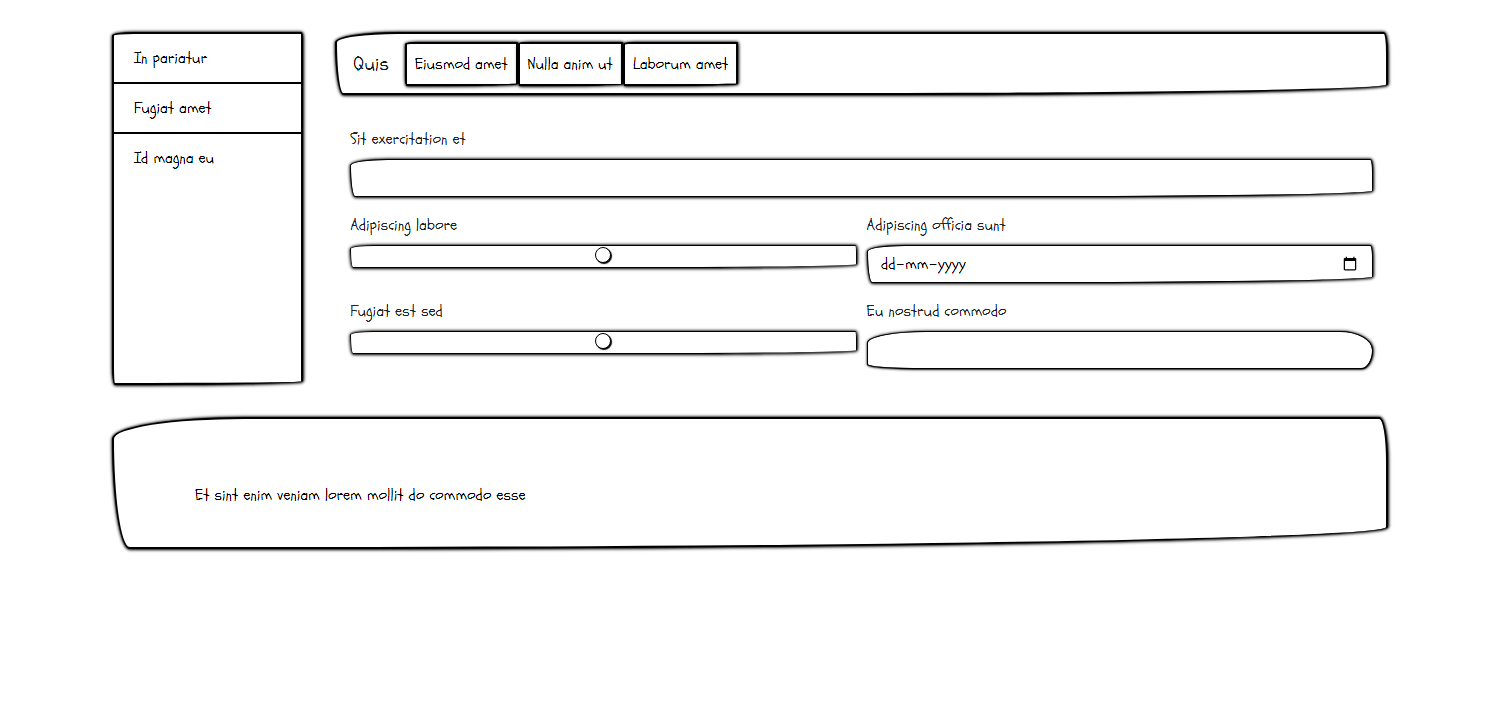 In pariatur
Fugiat amet
Id magna eu
Quis
Eiusmod amet
Nulla anim ut
Laborum amet
Sit exercitation et
Adipiscing labore
Adipiscing officia sunt
dd-mm-yyyy
Fugiat est sed
Eu nostrud commodo
Et sint enim veniam lorem mollit do commodo esse